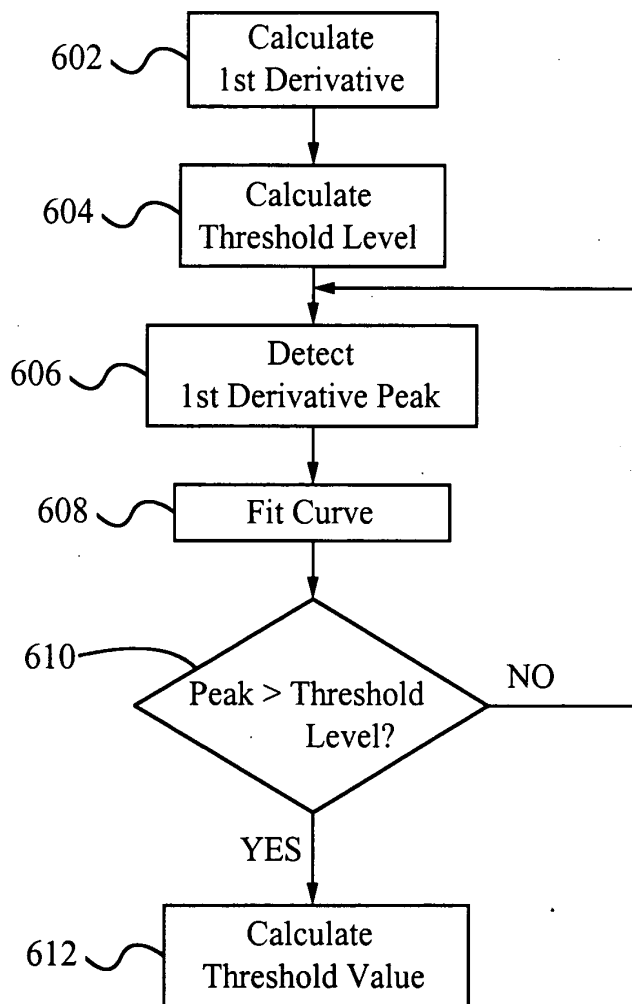 602
Calculate
1st Derivative
604
Calculate
Threshold Level
606
Detect
1st Derivative Peak
608
Fit Curve
610
Peak > Threshold
Level?
NO
YES
612
Calculate
Threshold Value